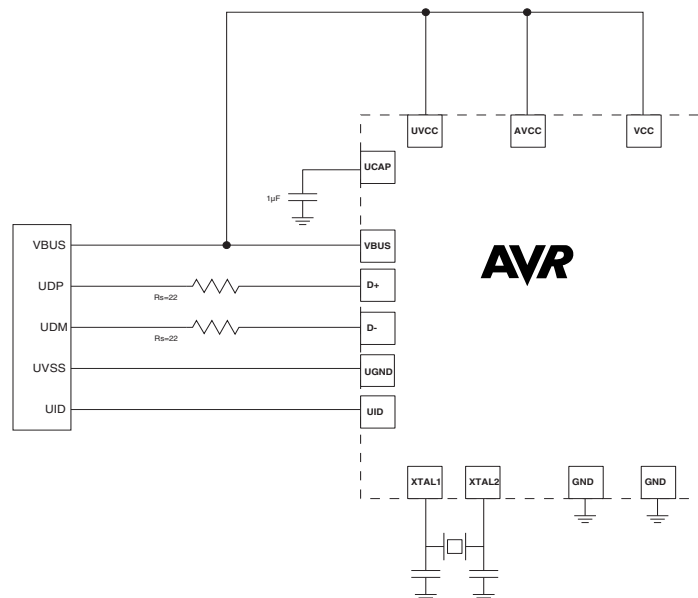 UVCC
AVCC
VCC
UCAP
1µF
VBUS
VBUS
AVR
UDP
Rs=22
D+
UDM
Rs=22
D-
UVSS
UGND
UID
UID
XTAL1
XTAL2
GND
GND